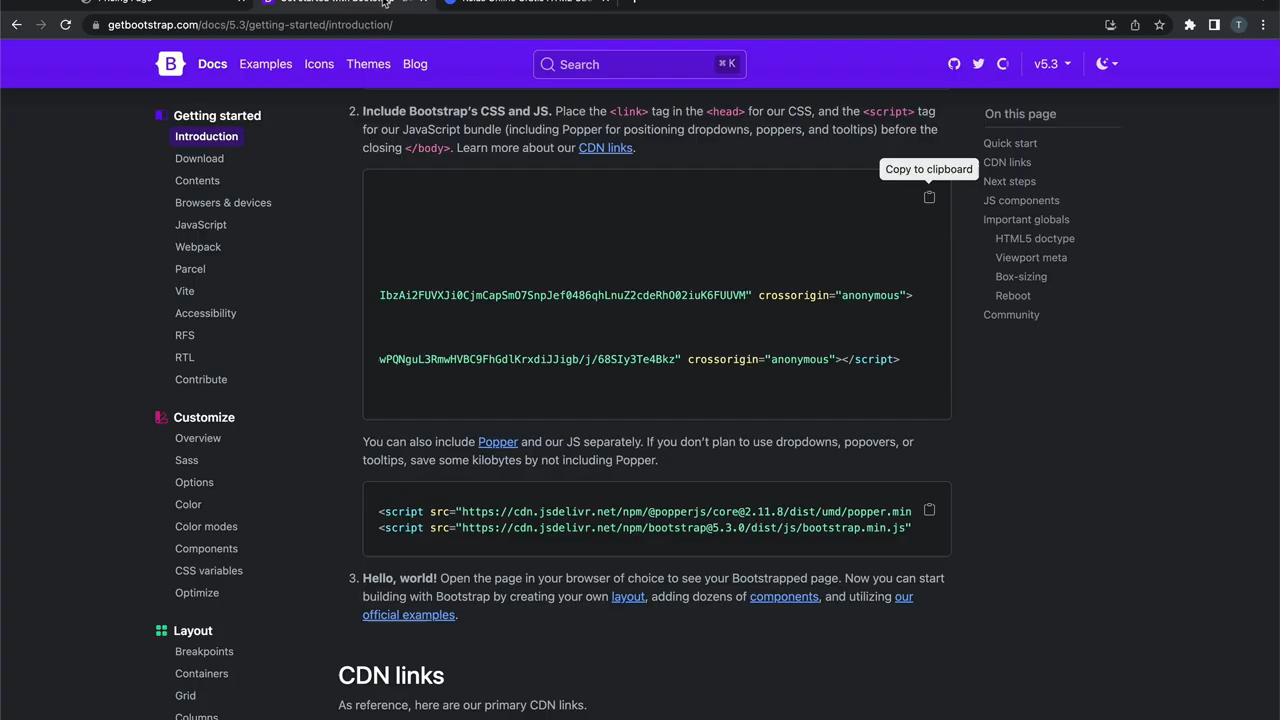 getbootstrap.com/docs/5.3/getting-started/introduction/
T
B
Docs
Examples
Icons
Themes
Blog
Search
⌘ K
v5.3
Getting started
Introduction
Download
Contents
Browsers & devices
JavaScript
Webpack
Parcel
Vite
Accessibility
RFS
RTL
Contribute
Customize
Overview
Sass
Options
Color
Color modes
Components
CSS variables
Optimize
Layout
Breakpoints
Containers
Grid
Columns
2. Include Bootstrap's CSS and JS. Place the <link> tag in the <head> for our CSS, and the <script> tag
for our JavaScript bundle (including Popper for positioning dropdowns, poppers, and tooltips) before the
closing </body>. Learn more about our CDN links.
Copy to clipboard
IbzAi2FUVXJi0CjmCapSmO7SnpJef0486qhLnuZ2cdeRhO02iuK6FUUVM" crossorigin="anonymous">
wPQNguL3RmwHVBC9FhGdlKrxdiJJigb/j/68SIy3Te4Bkz" crossorigin="anonymous"></script>
You can also include Popper and our JS separately. If you don't plan to use dropdowns, popovers, or
tooltips, save some kilobytes by not including Popper.
<script src="https://cdn.jsdelivr.net/npm/@popperjs/core@2.11.8/dist/umd/popper.min
<script src="https://cdn.jsdelivr.net/npm/bootstrap@5.3.0/dist/js/bootstrap.min.js"
3. Hello, world! Open the page in your browser of choice to see your Bootstrapped page. Now you can start
building with Bootstrap by creating your own layout, adding dozens of components, and utilizing our
official examples.
CDN links
As reference, here are our primary CDN links.
On this page
Quick start
CDN links
Next steps
JS components
Important globals
HTML5 doctype
Viewport meta
Box-sizing
Reboot
Community